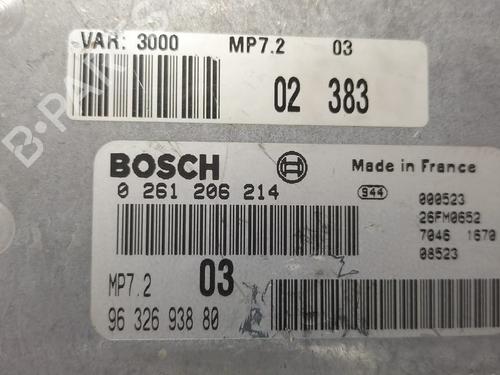 VAR: 3000 MP7.2 03
02 383
B-PARTS
BOSCH
Made in France
0 261 206 214
944
000523
26FM0652
7046 1670
08523
MP7.2 03
96 326 938 80